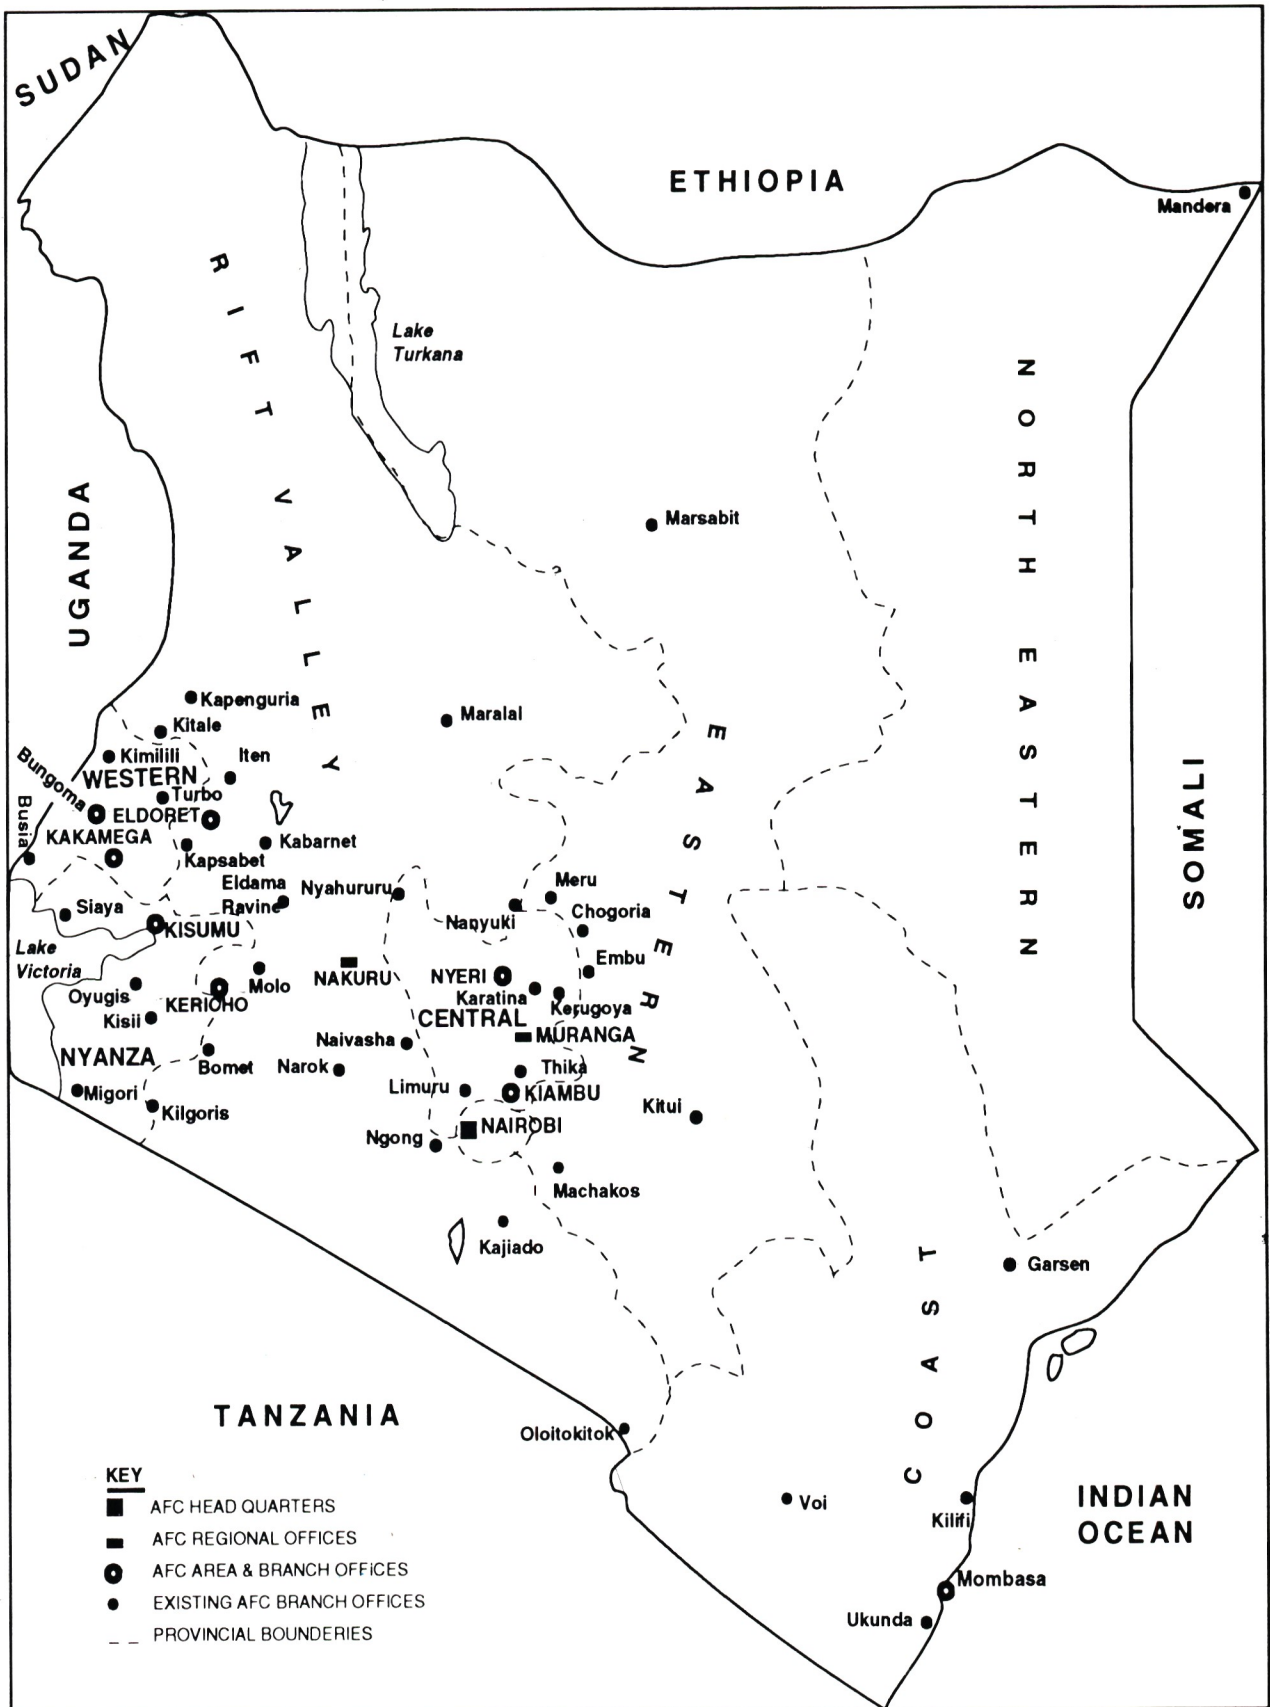 SUDAN
ETHIOPIA
Mandera
RIFT VALLEY
Lake
Turkana
NORTH EASTERN
UGANDA
Marsabit
Kapenguria
Kitale
Maralal
EASTERN
Kimilili
Iten
Bungoma
WESTERN
Turbo
Busia
ELDORET
KAKAMEGA
Kabarnet
Kapsabet
SOMALI
Eldama
Ravine
Nyahururu
Meru
Siaya
Nanyuki
Chogoria
KISUMU
Lake
Victoria
Embu
NAKURU
NYERI
Molo
Oyugis
KERICHO
Karatina
Kerugoya
Kisii
CENTRAL
MURANGA
Naivasha
NYANZA
Bomet
Narok
Thika
Limuru
KIAMBU
Migori
Kilgoris
Kitui
NAIROBI
Ngong
Machakos
Kajiado
COAST
Garsen
TANZANIA
Oloitokitok
Voi
Kilifi
INDIAN
OCEAN
Mombasa
Ukunda
KEY
AFC HEAD QUARTERS
AFC REGIONAL OFFICES
AFC AREA & BRANCH OFFICES
EXISTING AFC BRANCH OFFICES
PROVINCIAL BOUNDERIES